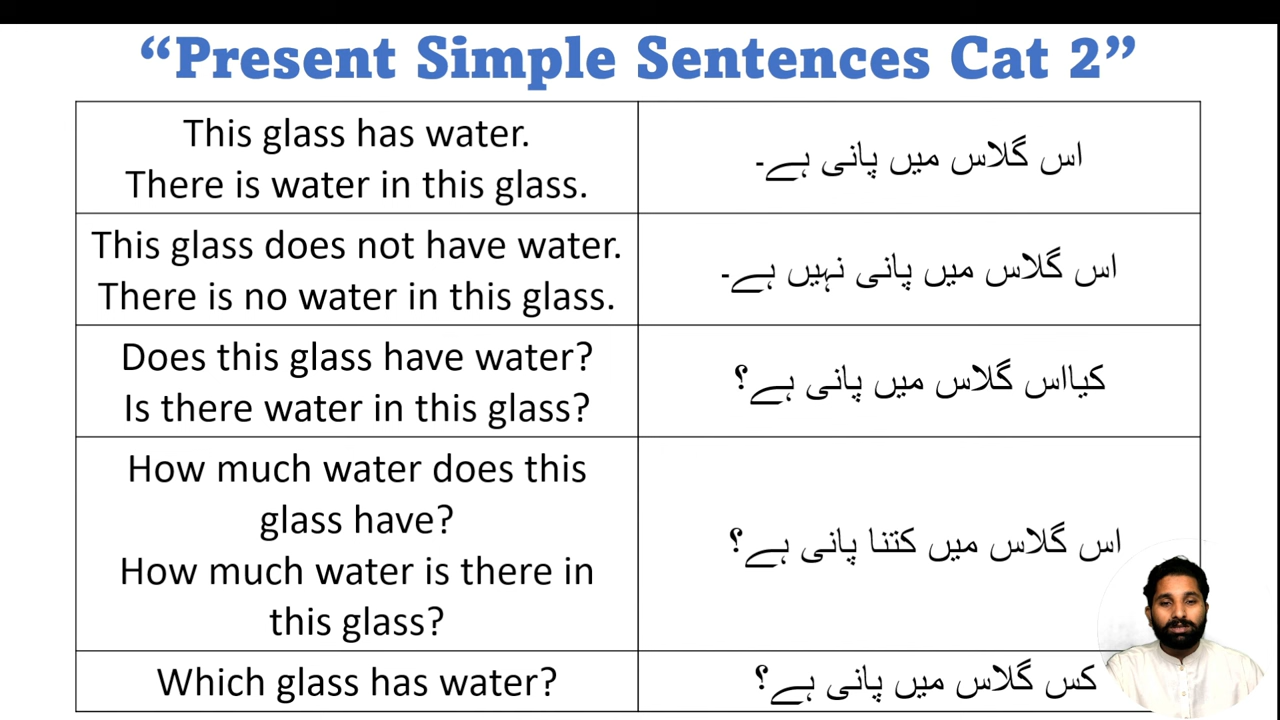 “Present Simple Sentences Cat 2”
This glass has water.
There is water in this glass.
اس گلاس میں پانی ہے۔
This glass does not have water.
There is no water in this glass.
اس گلاس میں پانی نہیں ہے۔
Does this glass have water?
Is there water in this glass?
کیااس گلاس میں پانی ہے؟
How much water does this
glass have?
How much water is there in
this glass?
اس گلاس میں کتنا پانی ہے؟
Which glass has water?
کس گلاس میں پانی ہے؟